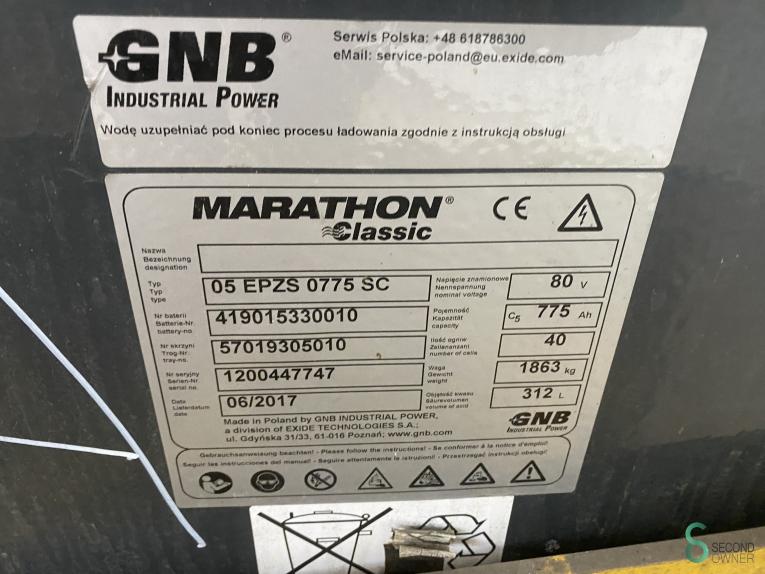 GNB®
INDUSTRIAL POWER
Serwis Polska: +48 618786300
eMail: service-poland@eu.exide.com
Wodę uzupełniać pod koniec procesu ładowania zgodnie z instrukcją obsługi
MARATHON®
Classic
CE
Nazwa
Bezeichnung
designation
Typ
Typ
type
05 EPZS 0775 SC
Napięcie znamionowe
Nennspannung
nominal voltage
80 V
Nr baterii
Batterie-Nr.
battery-no.
419015330010
Pojemność
Kapazität
capacity
C5 775 Ah
Nr skrzyni
Trog-Nr.
tray-no.
57019305010
Ilość ogniw
Zellenanzahl
number of cells
40
Nr seryjny
Serien-Nr.
serial no.
1200447747
Waga
Gewicht
weight
1863 kg
Data
Lieferdatum
date
06/2017
Objętość kwasu
Säurevolumen
volume of acid
312 L
Made in Poland by GNB INDUSTRIAL POWER,
a division of EXIDE TECHNOLOGIES S.A.;
ul. Gdyńska 31/33, 61-016 Poznań; www.gnb.com
GNB
INDUSTRIAL POWER
Gebrauchsanweisung beachten! - Please follow the instructions! - Se conformer à la notice d'emploi!
Seguir las instrucciones del manual! - Seguire attentamente le istruzioni! - Przestrzegać instrukcji obsługi!
SECOND
OWNER